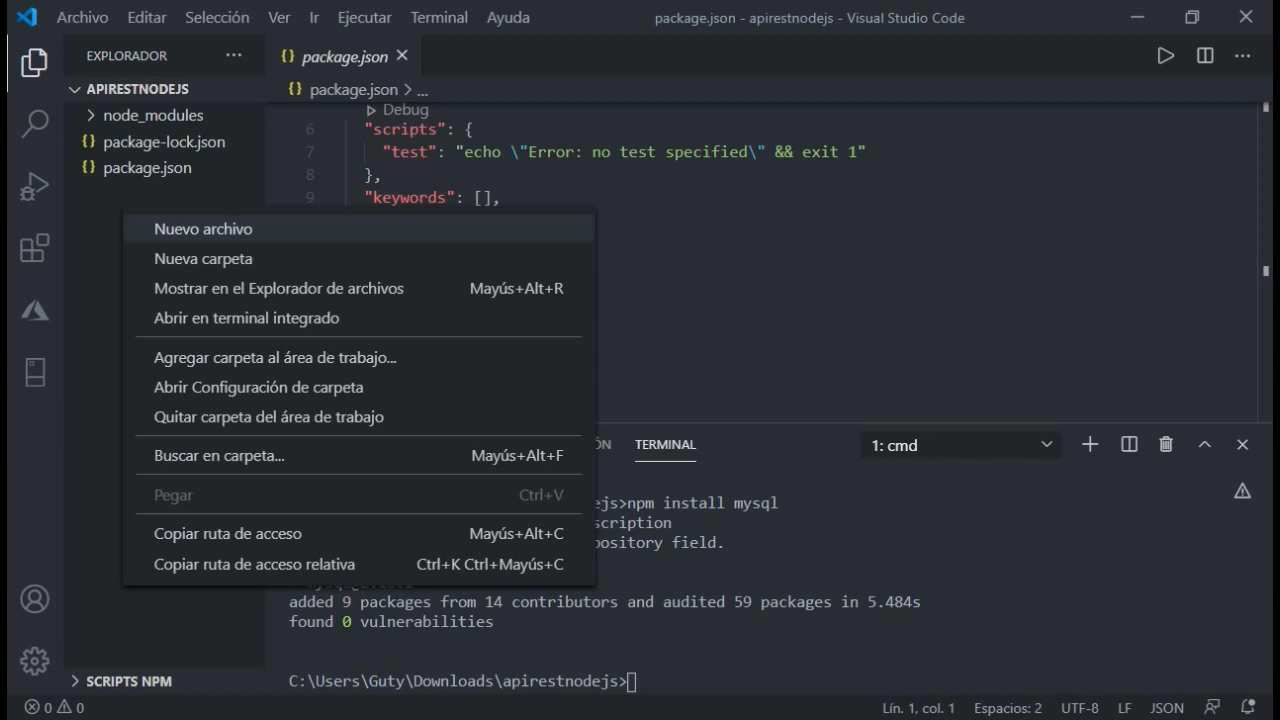 Archivo Editar Selección Ver Ir Ejecutar Terminal Ayuda package.json - apirestnodejs - Visual Studio Code
EXPLORADOR ...
APIRESTNODEJS
node_modules
{} package-lock.json
{} package.json
SCRIPTS NPM
{} package.json
{} package.json > ...
Debug
6 "scripts": {
7 "test": "echo \"Error: no test specified\" && exit 1"
8 },
9 "keywords": [],
Nuevo archivo
Nueva carpeta
Mostrar en el Explorador de archivos Mayús+Alt+R
Abrir en terminal integrado
Agregar carpeta al área de trabajo...
Abrir Configuración de carpeta
Quitar carpeta del área de trabajo
Buscar en carpeta... Mayús+Alt+F
Pegar Ctrl+V
Copiar ruta de acceso Mayús+Alt+C
Copiar ruta de acceso relativa Ctrl+K Ctrl+Mayús+C
ÓN TERMINAL 1: cmd
ejs>npm install mysql
scription
pository field.
added 9 packages from 14 contributors and audited 59 packages in 5.484s
found 0 vulnerabilities
C:\Users\Guty\Downloads\apirestnodejs>
0 0 Lín. 1, col. 1 Espacios: 2 UTF-8 LF JSON